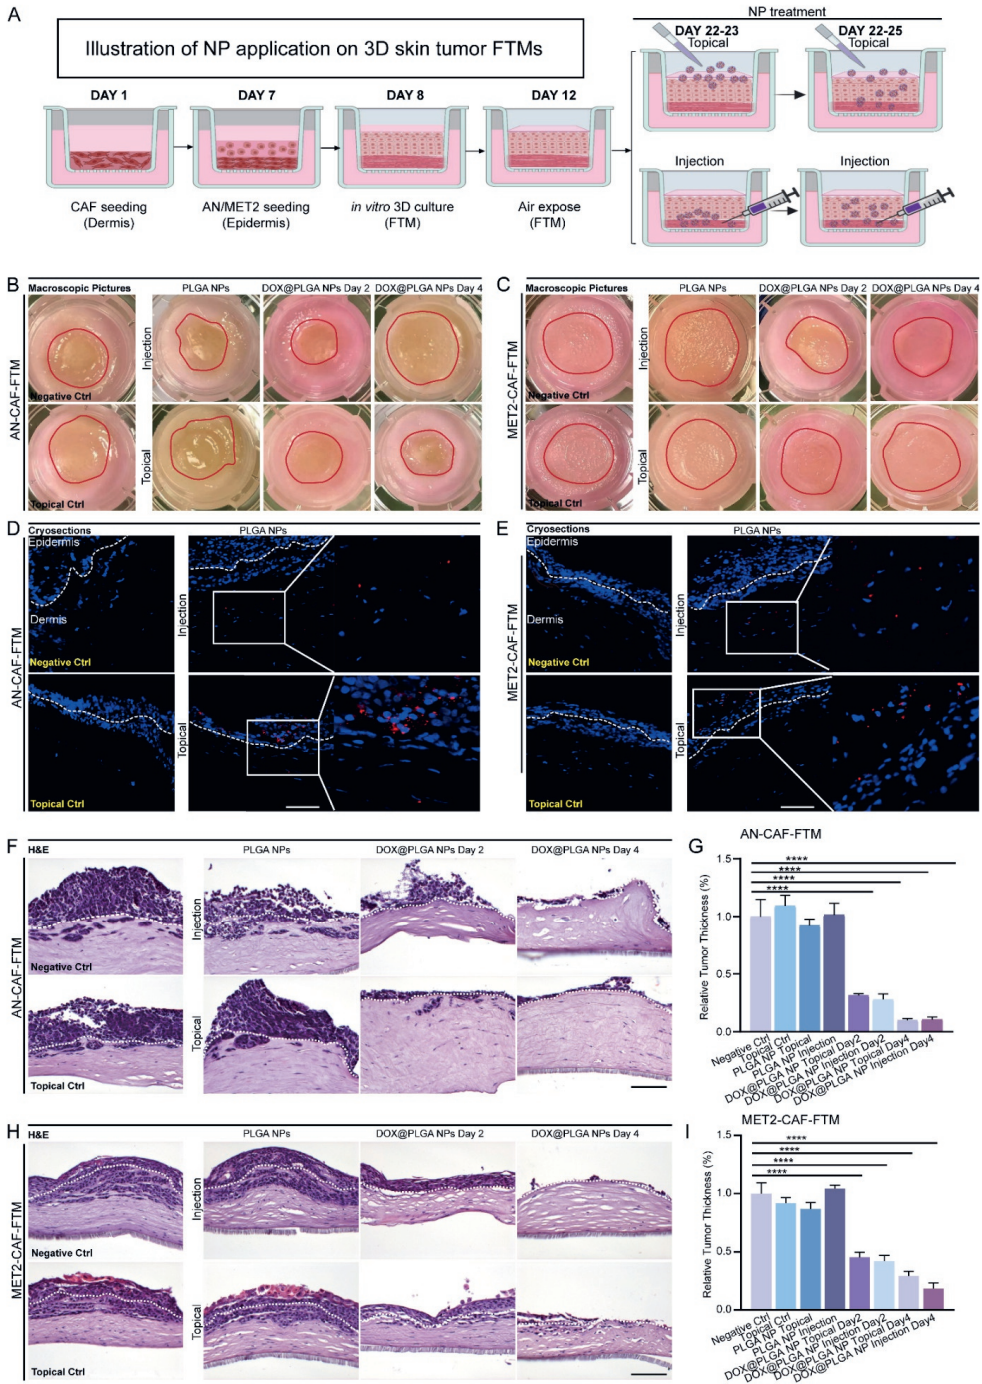 A
Illustration of NP application on 3D skin tumor FTMs
NP treatment
DAY 22-23
Topical
DAY 22-25
Topical
DAY 1
DAY 7
DAY 8
DAY 12
CAF seeding
(Dermis)
AN/MET2 seeding
(Epidermis)
in vitro 3D culture
(FTM)
Air expose
(FTM)
Injection
Injection
B
Macroscopic Pictures
PLGA NPs
DOX@PLGA NPs Day 2
DOX@PLGA NPs Day 4
AN-CAF-FTM
Injection
Negative Ctrl
Topical
Topical Ctrl
C
Macroscopic Pictures
PLGA NPs
DOX@PLGA NPs Day 2
DOX@PLGA NPs Day 4
MET2-CAF-FTM
Injection
Negative Ctrl
Topical
Topical Ctrl
D
Cryosections
PLGA NPs
Epidermis
Dermis
AN-CAF-FTM
Injection
Negative Ctrl
Topical
Topical Ctrl
E
Cryosections
PLGA NPs
Epidermis
Dermis
MET2-CAF-FTM
Injection
Negative Ctrl
Topical
Topical Ctrl
F
H&E
PLGA NPs
DOX@PLGA NPs Day 2
DOX@PLGA NPs Day 4
AN-CAF-FTM
Injection
Negative Ctrl
Topical
Topical Ctrl
G
AN-CAF-FTM
Relative Tumor Thickness (%)
1.5
1.0
0.5
0
****
****
****
****
Negative Ctrl
Topical Ctrl
PLGA NP Topical
PLGA NP Injection
DOX@PLGA NP Topical Day2
DOX@PLGA NP Injection Day2
DOX@PLGA NP Topical Day4
DOX@PLGA NP Injection Day4
H
H&E
PLGA NPs
DOX@PLGA NPs Day 2
DOX@PLGA NPs Day 4
MET2-CAF-FTM
Injection
Negative Ctrl
Topical
Topical Ctrl
I
MET2-CAF-FTM
Relative Tumor Thickness (%)
1.5
1.0
0.5
0
****
****
****
****
Negative Ctrl
Topical Ctrl
PLGA NP Topical
PLGA NP Injection
DOX@PLGA NP Topical Day2
DOX@PLGA NP Injection Day2
DOX@PLGA NP Topical Day4
DOX@PLGA NP Injection Day4